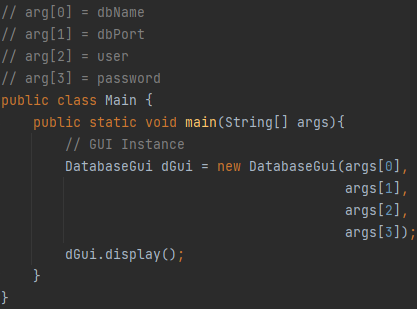 // arg[0] = dbName
// arg[1] = dbPort
// arg[2] = user
// arg[3] = password
public class Main {
    public static void main(String[] args){
        // GUI Instance
        DatabaseGui dGui = new DatabaseGui(args[0],
                                           args[1],
                                           args[2],
                                           args[3]);
        dGui.display();
    }
}